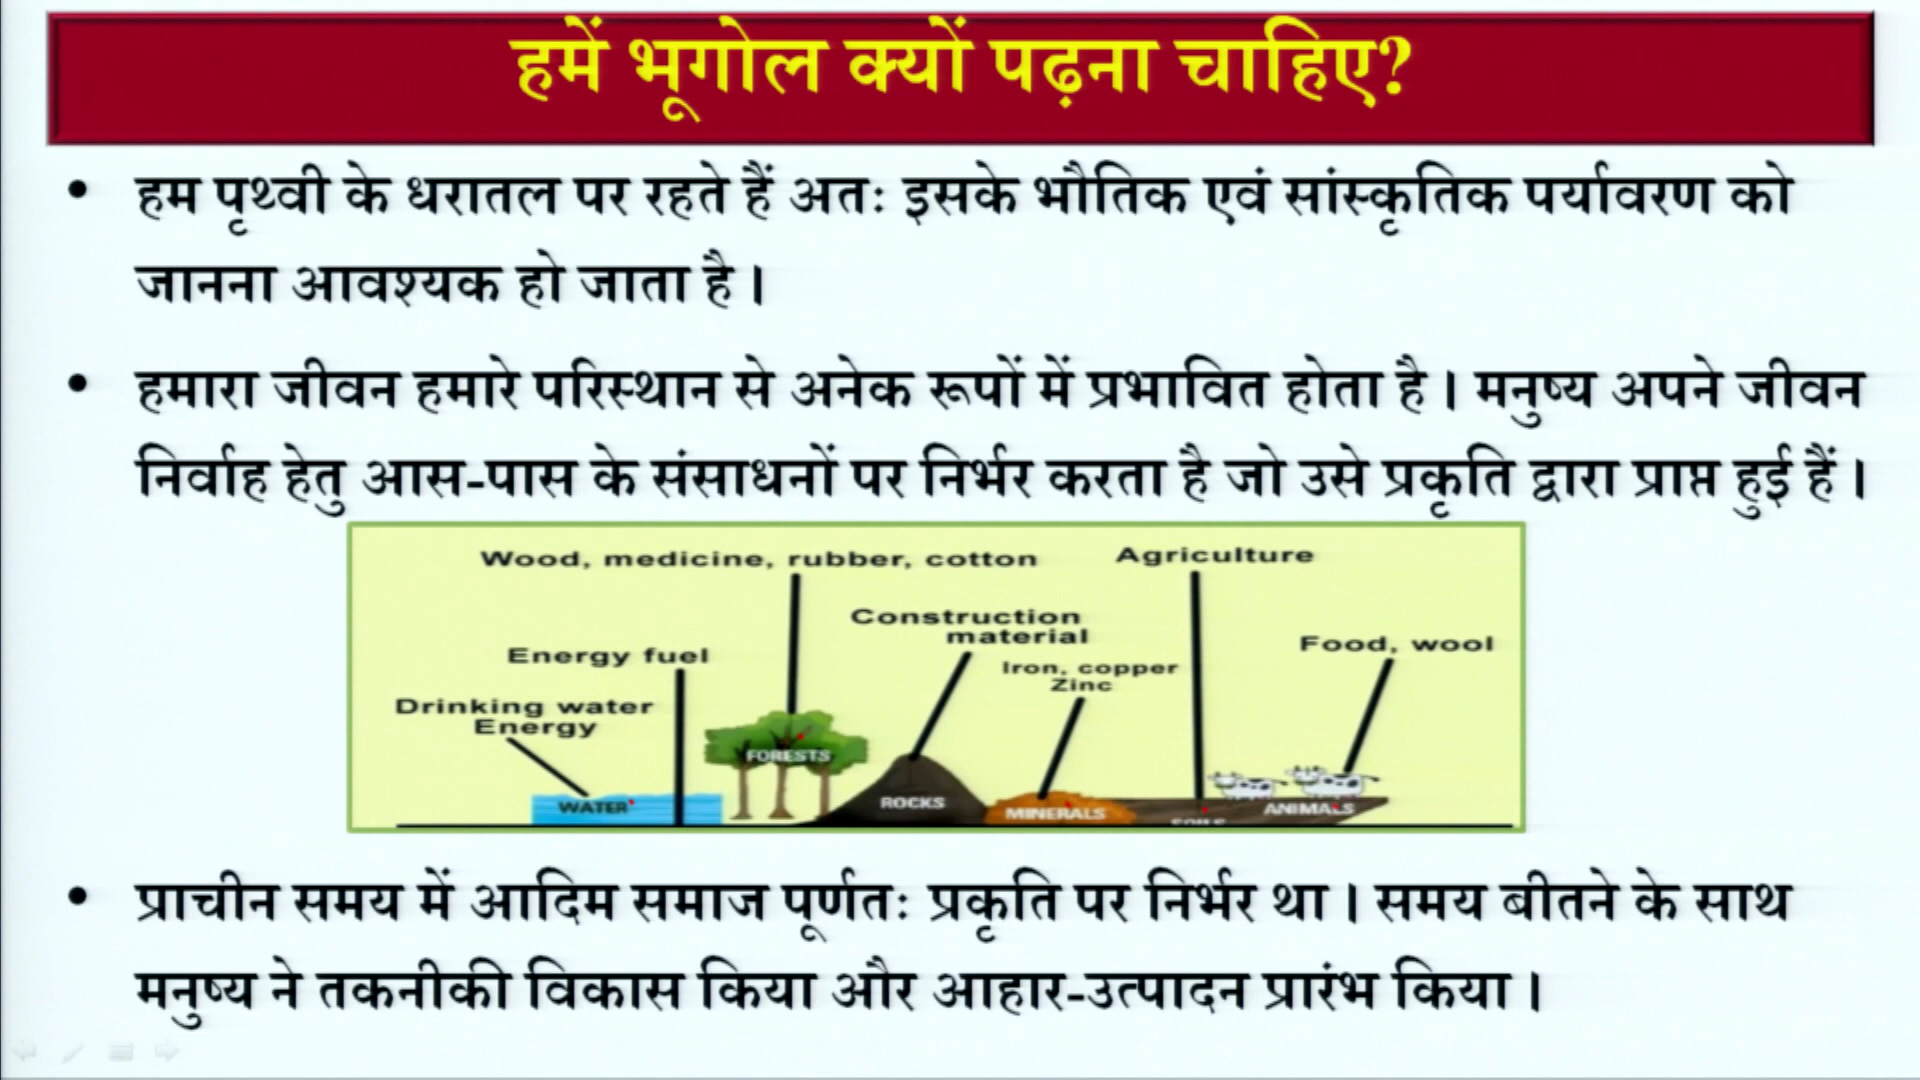 हमें भूगोल क्यों पढ़ना चाहिए?
• हम पृथ्वी के धरातल पर रहते हैं अतः इसके भौतिक एवं सांस्कृतिक पर्यावरण को
जानना आवश्यक हो जाता है।
• हमारा जीवन हमारे परिस्थान से अनेक रूपों में प्रभावित होता है। मनुष्य अपने जीवन
निर्वाह हेतु आस-पास के संसाधनों पर निर्भर करता है जो उसे प्रकृति द्वारा प्राप्त हुई हैं।
Wood, medicine, rubber, cotton
Agriculture
Construction
material
Food, wool
Energy fuel
Iron, copper
Zinc
Drinking water
Energy
FORESTS
WATER
ROCKS
MINERALS
SOILS
ANIMALS
• प्राचीन समय में आदिम समाज पूर्णतः प्रकृति पर निर्भर था। समय बीतने के साथ
मनुष्य ने तकनीकी विकास किया और आहार-उत्पादन प्रारंभ किया।